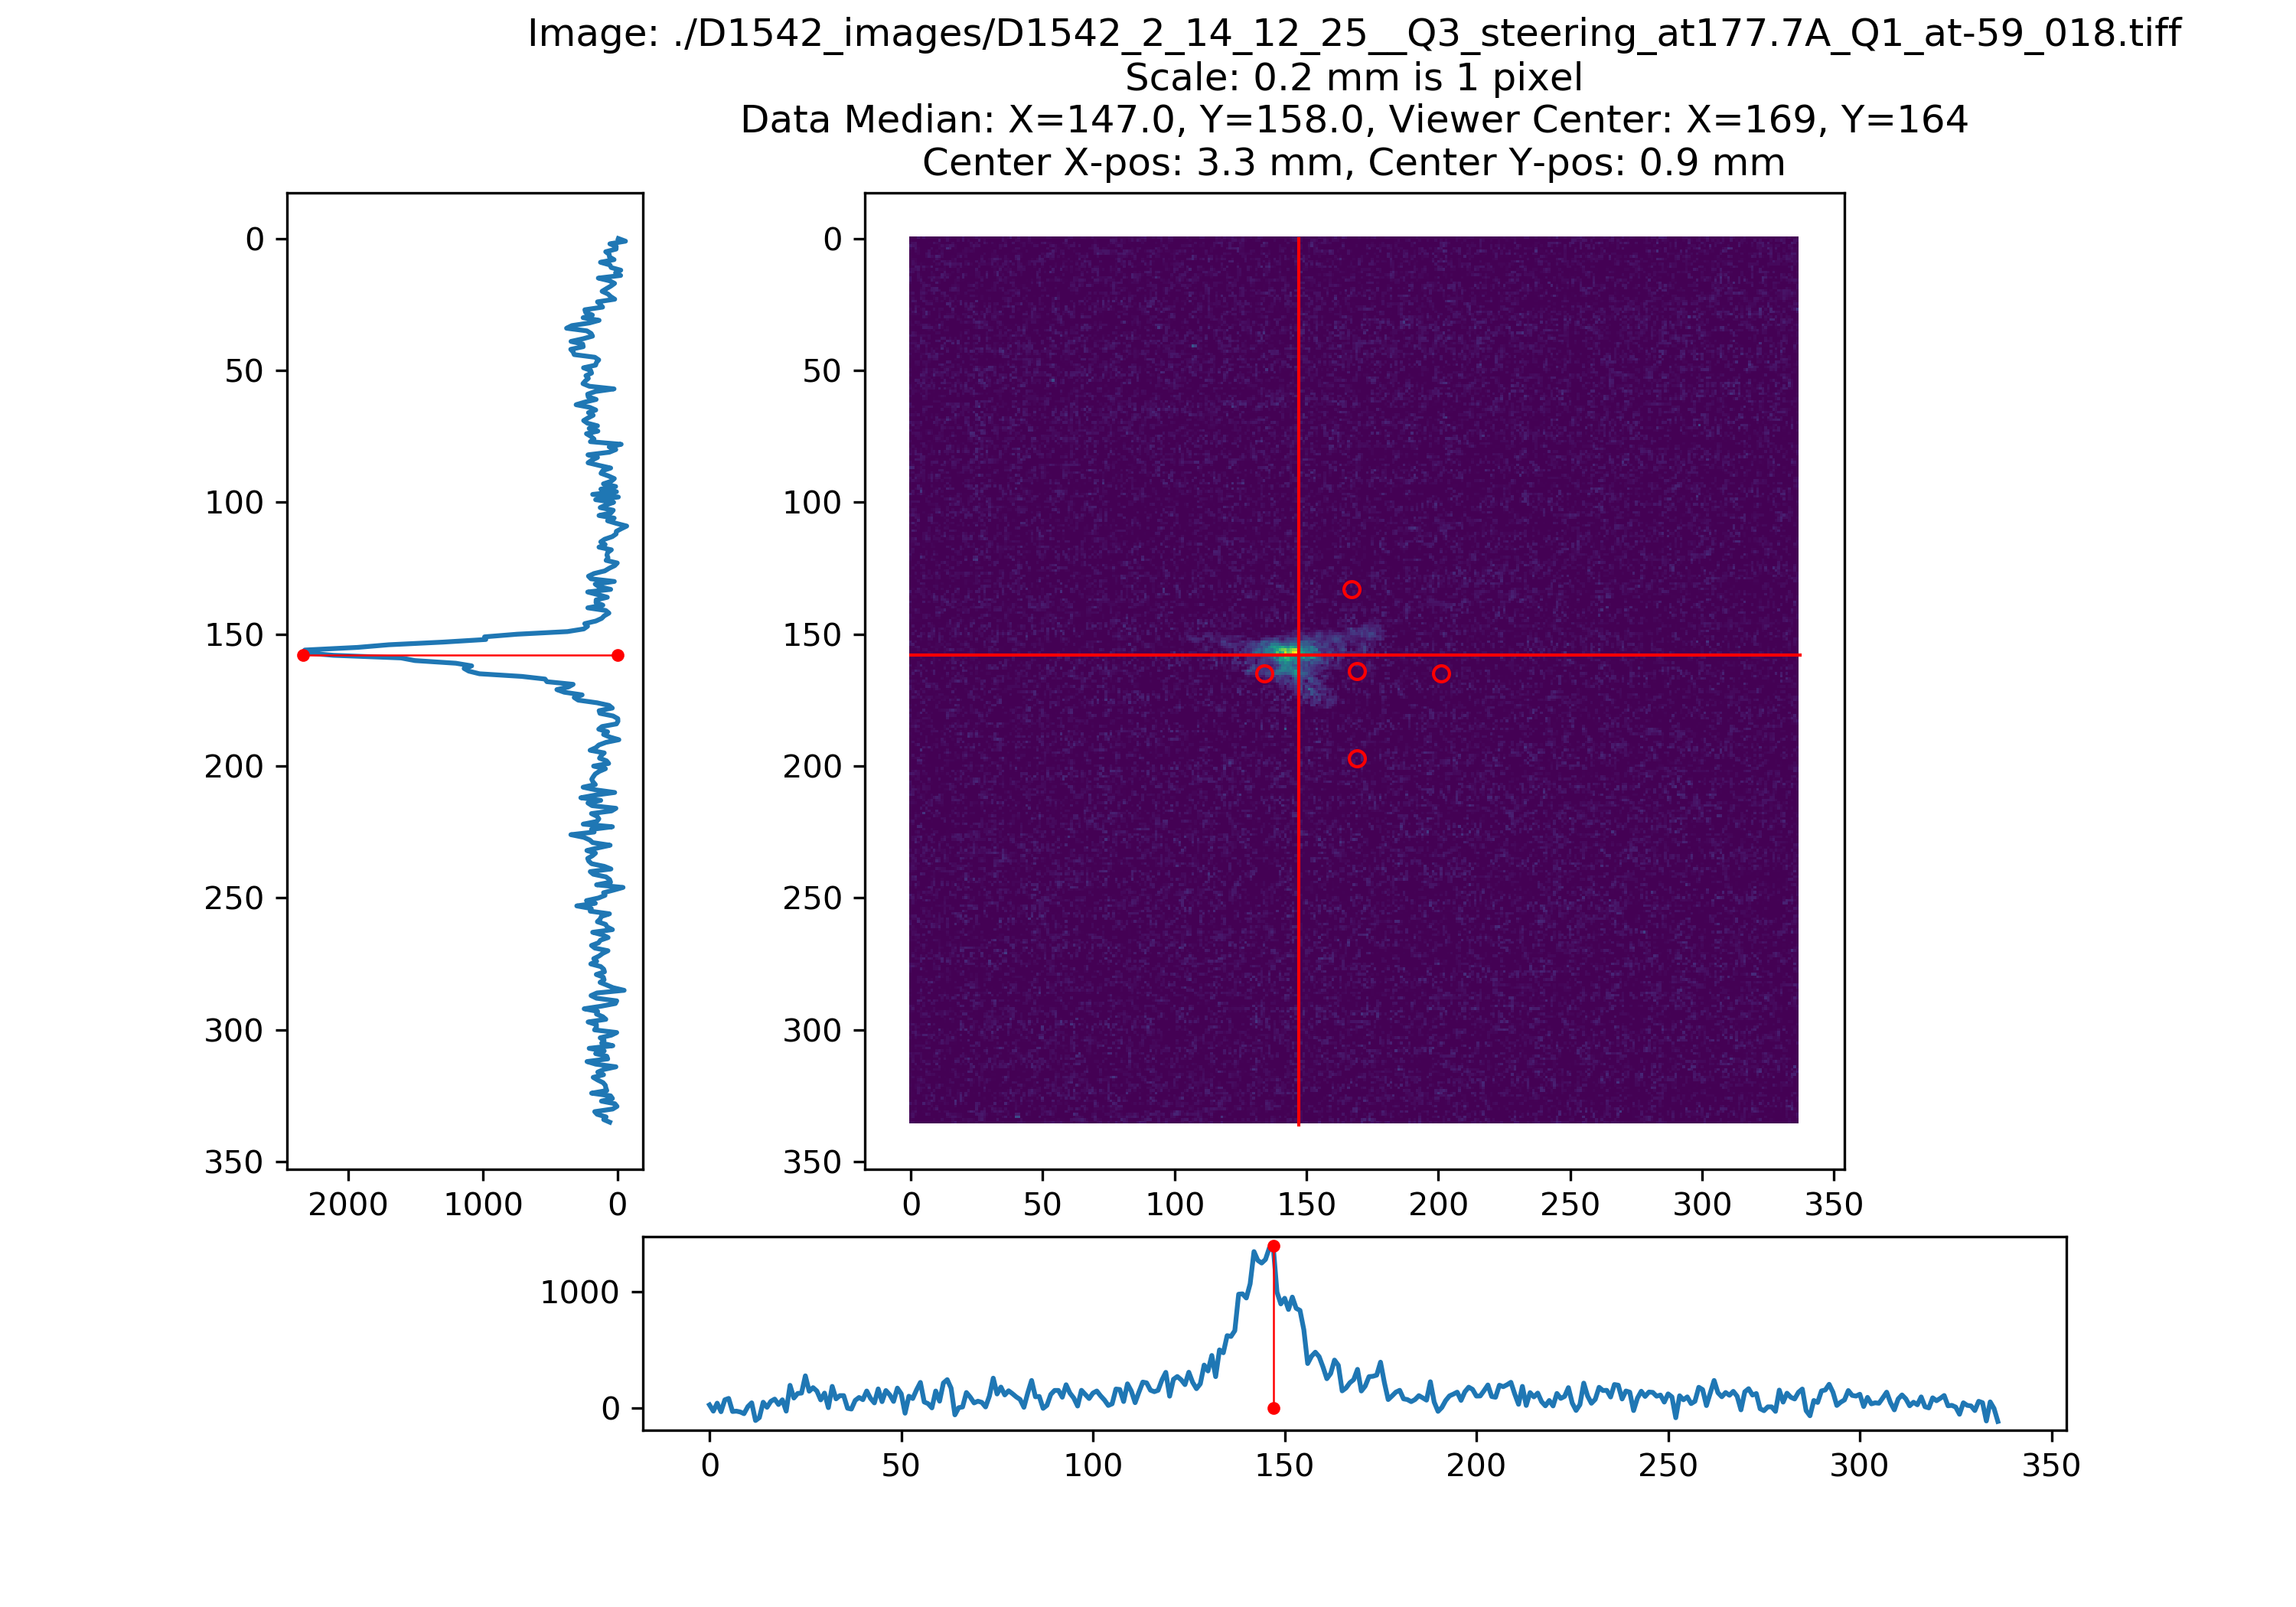 Image: ./D1542_images/D1542_2_14_12_25__Q3_steering_at177.7A_Q1_at-59_018.tiff
Scale: 0.2 mm is 1 pixel
Data Median: X=147.0, Y=158.0, Viewer Center: X=169, Y=164
Center X-pos: 3.3 mm, Center Y-pos: 0.9 mm
0
50
100
150
200
250
300
350
2000 1000 0
0
50
100
150
200
250
300
350
0 50 100 150 200 250 300 350
1000
0
0 50 100 150 200 250 300 350